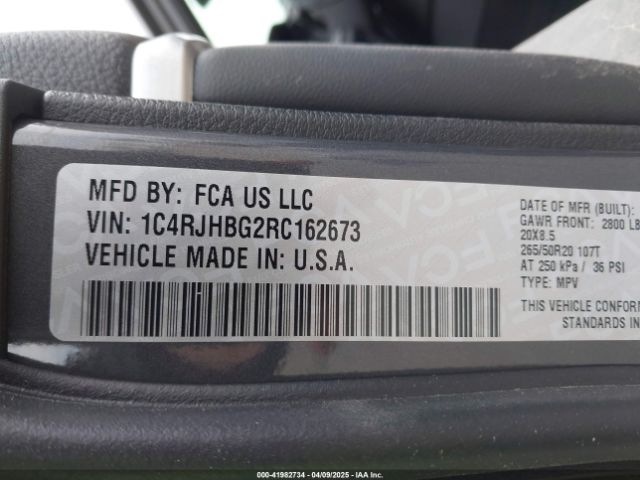 MFD BY: FCA US LLC
VIN: 1C4RJHBG2RC162673
VEHICLE MADE IN: U.S.A.
DATE OF MFR (BUILT):
GAWR FRONT: 2800 LB
20X8.5
265/50R20 107T
AT 250 kPa / 36 PSI
TYPE: MPV
THIS VEHICLE CONFORM
STANDARDS IN
000-41982734 - 04/09/2025 - IAA, Inc.